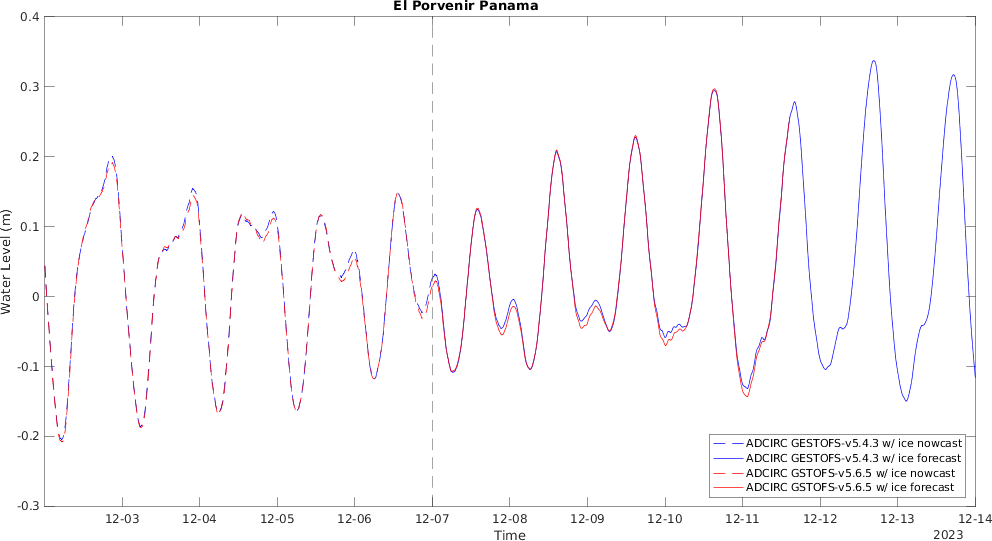 El Porvenir Panama
0.4
0.3
0.2
0.1
0
-0.1
-0.2
-0.3
Water Level (m)
ADCIRC GESTOFS-v5.4.3 w/ ice nowcast
ADCIRC GESTOFS-v5.4.3 w/ ice forecast
ADCIRC GSTOFS-v5.6.5 w/ ice nowcast
ADCIRC GSTOFS-v5.6.5 w/ ice forecast
12-03 12-04 12-05 12-06 12-07 12-08 12-09 12-10 12-11 12-12 12-13 12-14
Time
2023